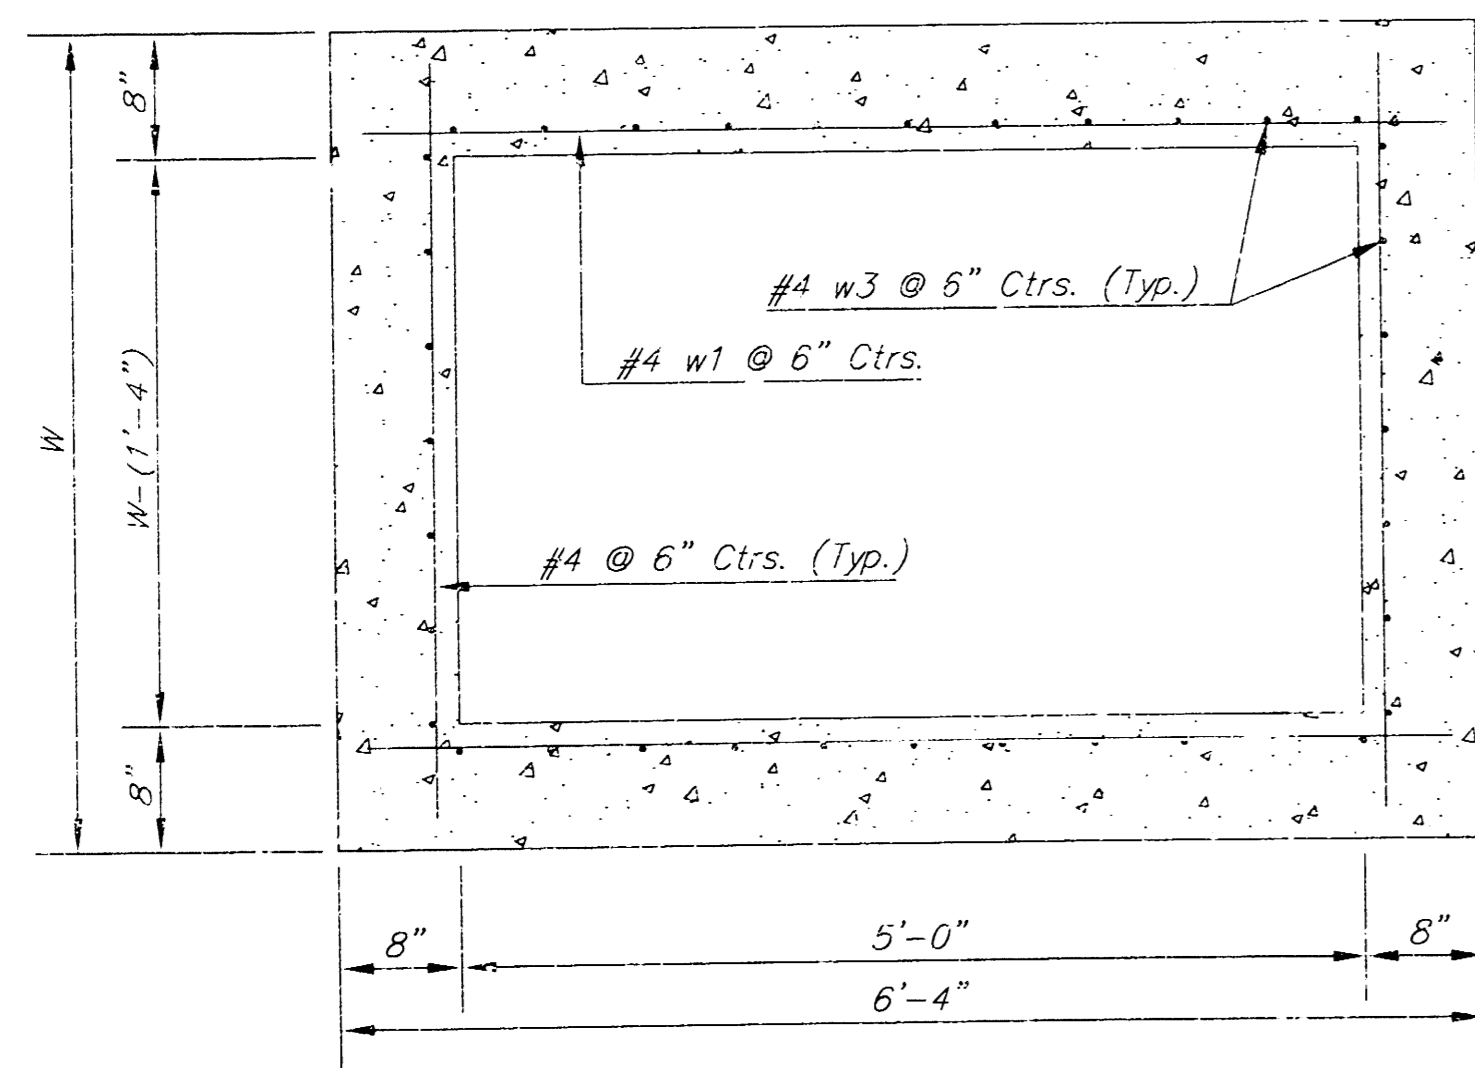 8"
W
W-(1'-4")
8"
#4 w3 @ 6" Ctrs. (Typ.)
#4 w1 @ 6" Ctrs.
#4 @ 6" Ctrs. (Typ.)
8"
5'-0"
8"
6'-4"